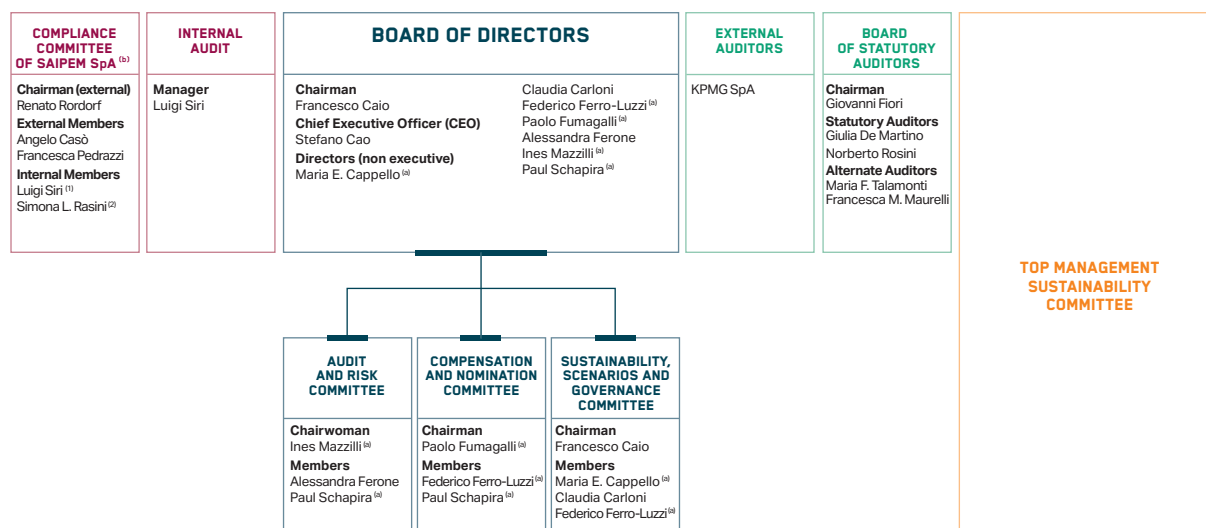 COMPLIANCE
COMMITTEE
OF SAIPEM SpA (b)
Chairman (external)
Renato Rordorf
External Members
Angelo Casò
Francesca Pedrazzi
Internal Members
Luigi Siri (1)
Simona L. Rasini (2)
INTERNAL
AUDIT
Manager
Luigi Siri
BOARD OF DIRECTORS
Chairman
Francesco Caio
Chief Executive Officer (CEO)
Stefano Cao
Directors (non executive)
Maria E. Cappello (a)
Claudia Carloni
Federico Ferro-Luzzi (a)
Paolo Fumagalli (a)
Alessandra Ferone
Ines Mazzilli (a)
Paul Schapira (a)
EXTERNAL
AUDITORS
KPMG SpA
BOARD
OF STATUTORY
AUDITORS
Chairman
Giovanni Fiori
Statutory Auditors
Giulia De Martino
Norberto Rosini
Alternate Auditors
Maria F. Talamonti
Francesca M. Maurelli
TOP MANAGEMENT
SUSTAINABILITY
COMMITTEE
AUDIT
AND RISK
COMMITTEE
Chairwoman
Ines Mazzilli (a)
Members
Alessandra Ferone
Paul Schapira (a)
COMPENSATION
AND NOMINATION
COMMITTEE
Chairman
Paolo Fumagalli (a)
Members
Federico Ferro-Luzzi (a)
Paul Schapira (a)
SUSTAINABILITY,
SCENARIOS AND
GOVERNANCE
COMMITTEE
Chairman
Francesco Caio
Members
Maria E. Cappello (a)
Claudia Carloni
Federico Ferro-Luzzi (a)